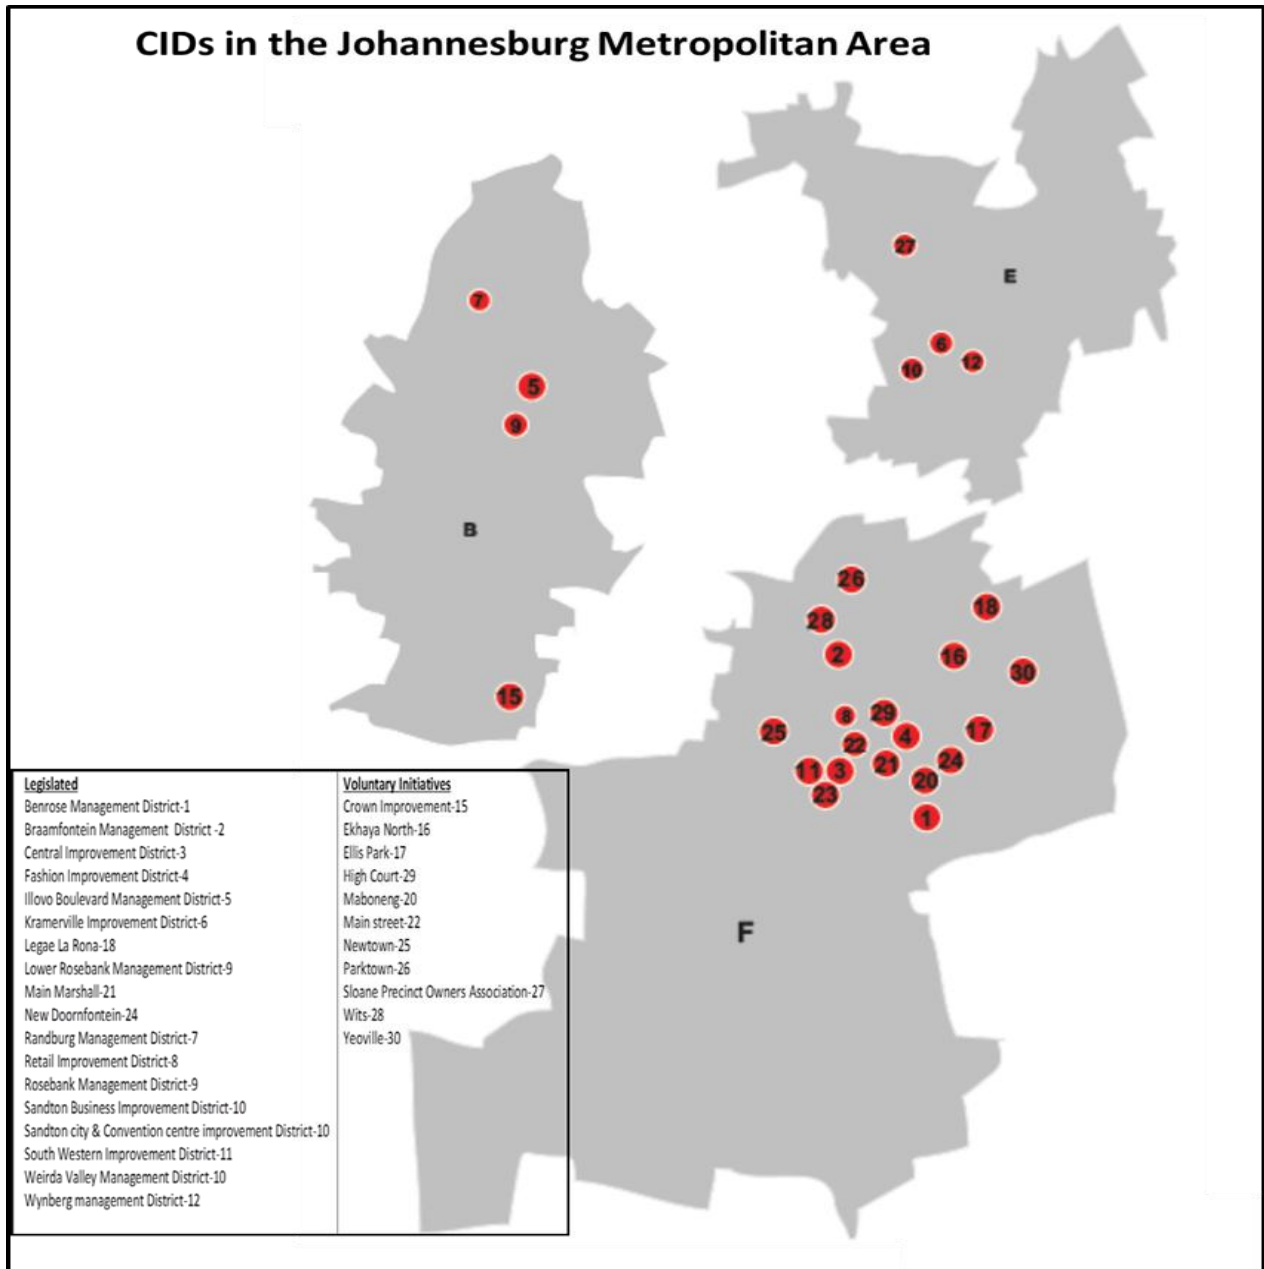 CIDs in the Johannesburg Metropolitan Area
27
E
7
6
12
10
5
9
B
26
18
28
2
16
30
15
8
29
25
17
4
22
24
21
11
3
20
23
1
F
Legislated
Benrose Management District-1
Braamfontein Management District -2
Central Improvement District-3
Fashion Improvement District-4
Illovo Boulevard Management District-5
Kramerville Improvement District-6
Legae La Rona-18
Lower Rosebank Management District-9
Main Marshall-21
New Doornfontein-24
Randburg Management District-7
Retail Improvement District-8
Rosebank Management District-9
Sandton Business Improvement District-10
Sandton city & Convention centre improvement District-10
South Western Improvement District-11
Weirda Valley Management District-10
Wynberg management District-12
Voluntary Initiatives
Crown Improvement-15
Ekhaya North-16
Ellis Park-17
High Court-29
Maboneng-20
Main street-22
Newtown-25
Parktown-26
Sloane Precinct Owners Association-27
Wits-28
Yeoville-30